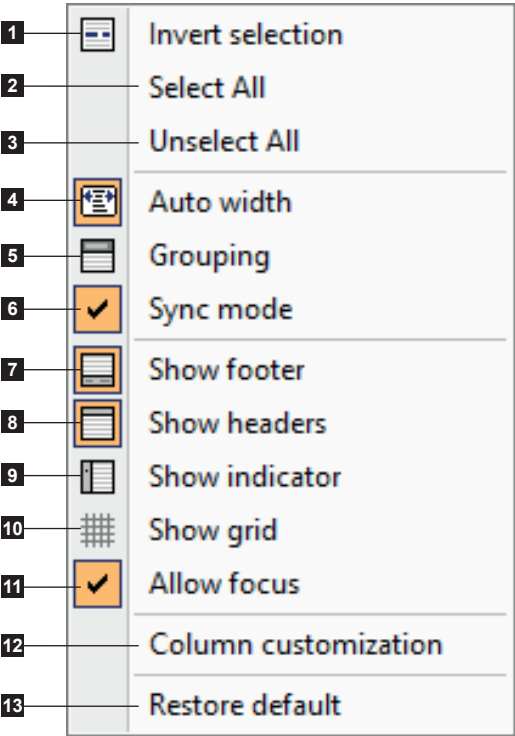 1 Invert selection
2 Select All
3 Unselect All
4 Auto width
5 Grouping
6 Sync mode
7 Show footer
8 Show headers
9 Show indicator
10 Show grid
11 Allow focus
12 Column customization
13 Restore default